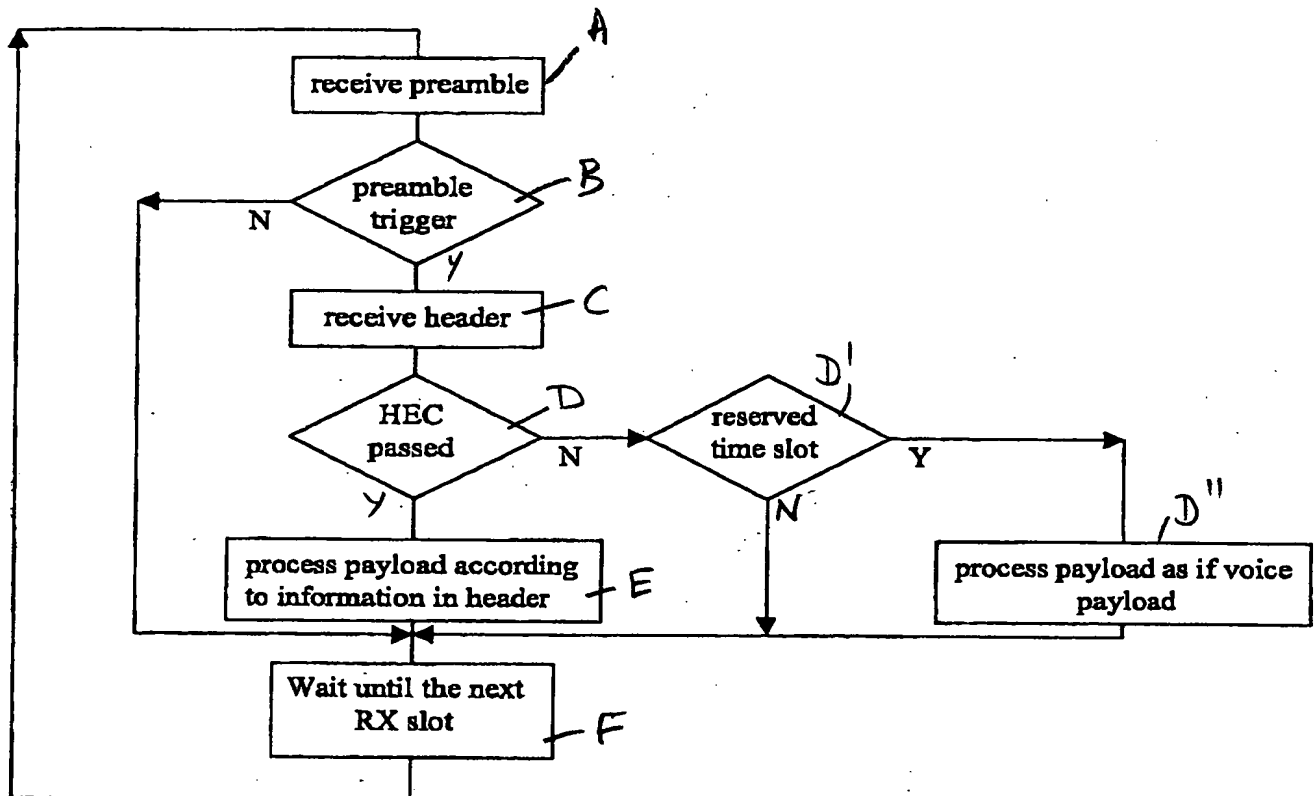 A
receive preamble
preamble
trigger
B
N
Y
receive header
C
HEC
passed
D
N
Y
reserved
time slot
D'
Y
N
D"
process payload according
to information in header
E
process payload as if voice
payload
Wait until the next
RX slot
F